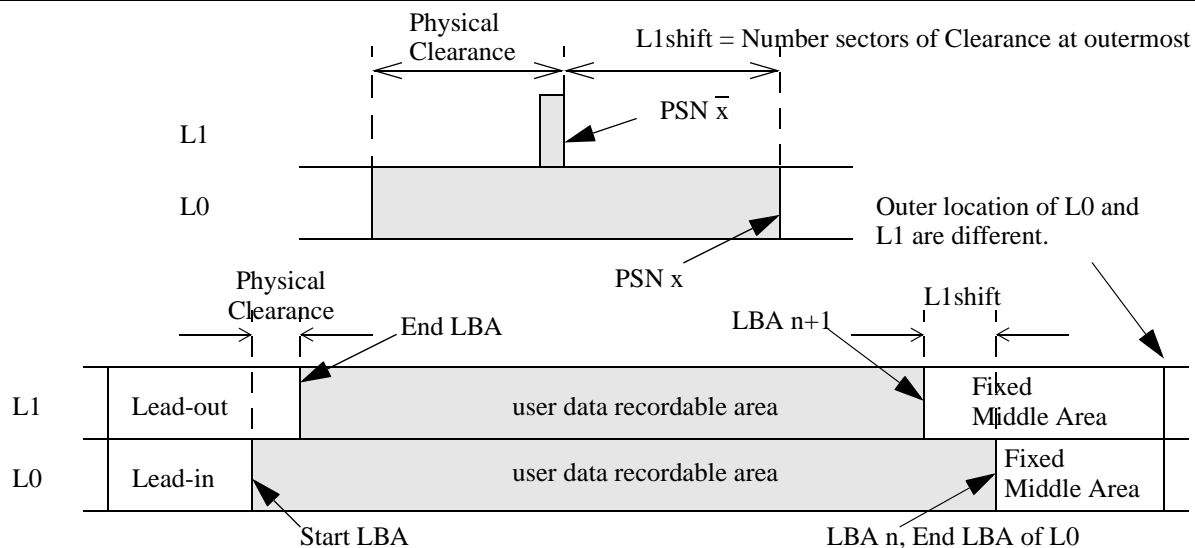 Physical
Clearance
L1shift = Number sectors of Clearance at outermost
L1
PSN x̅
L0
Outer location of L0 and
L1 are different.
PSN x
Physical
Clearance
L1shift
End LBA
LBA n+1
L1
Lead-out
user data recordable area
Fixed
Middle Area
L0
Lead-in
user data recordable area
Fixed
Middle Area
Start LBA
LBA n, End LBA of L0